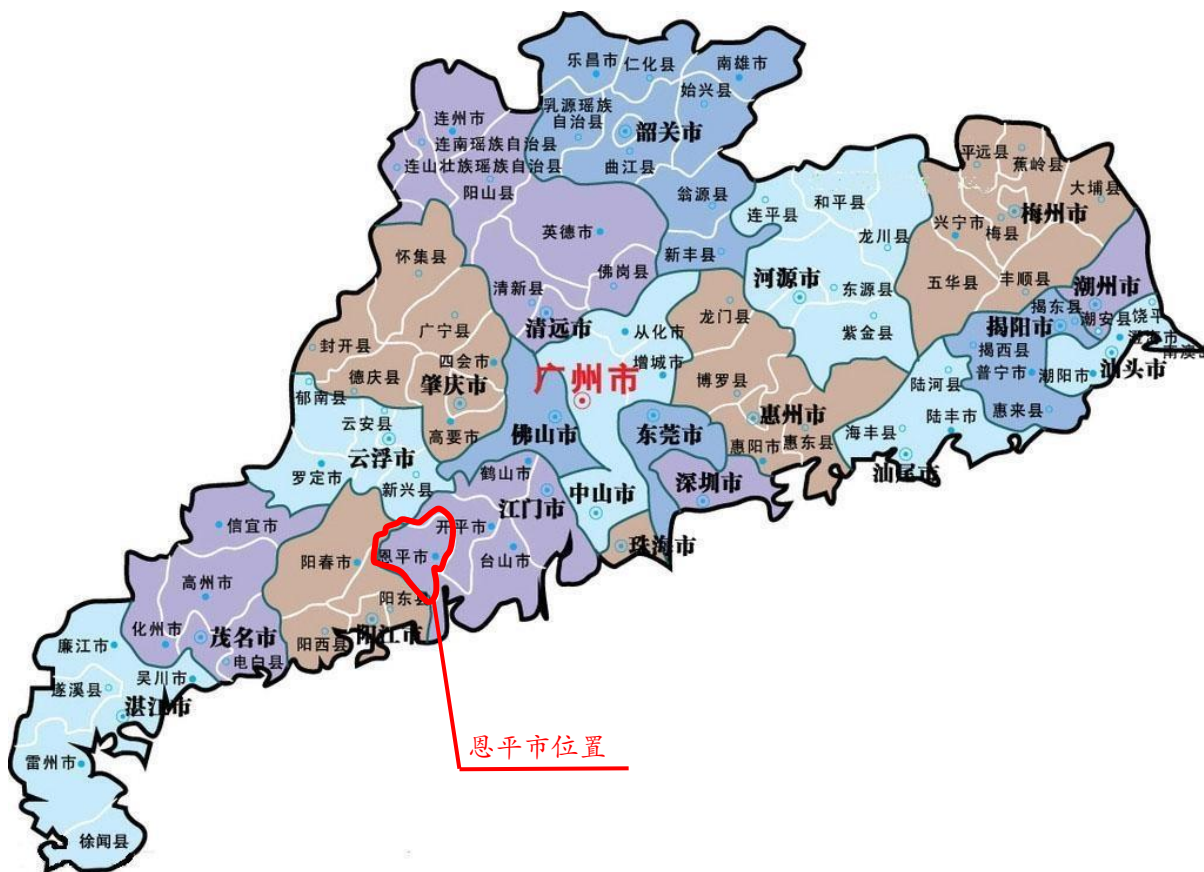 乐昌市
仁化县
南雄市
始兴县
乳源瑶族
自治县
韶关市
曲江县
翁源县
新丰县
连州市
连南瑶族自治县
连山壮族瑶族自治县
阳山县
英德市
佛岗县
清新县
清远市
怀集县
广宁县
封开县
四会市
德庆县
肇庆市
高要市
郁南县
云安县
云浮市
罗定市
新兴县
从化市
增城市
广州市
佛山市
东莞市
深圳市
中山市
珠海市
鹤山市
江门市
开平市
恩平市
台山市
连平县
和平县
龙川县
河源市
东源县
紫金县
龙门县
博罗县
惠州市
惠阳市
惠东县
平远县
蕉岭县
大埔县
兴宁市
梅县
梅州市
五华县
丰顺县
潮州市
揭东县
潮安县
饶平
揭阳市
澄海市
揭西县
普宁市
潮阳市
汕头市
惠来县
陆河县
陆丰市
海丰县
汕尾市
信宜市
高州市
化州市
茂名市
电白县
阳春市
阳东县
阳西县
阳江市
廉江市
吴川市
遂溪县
湛江市
雷州市
徐闻县
恩平市位置